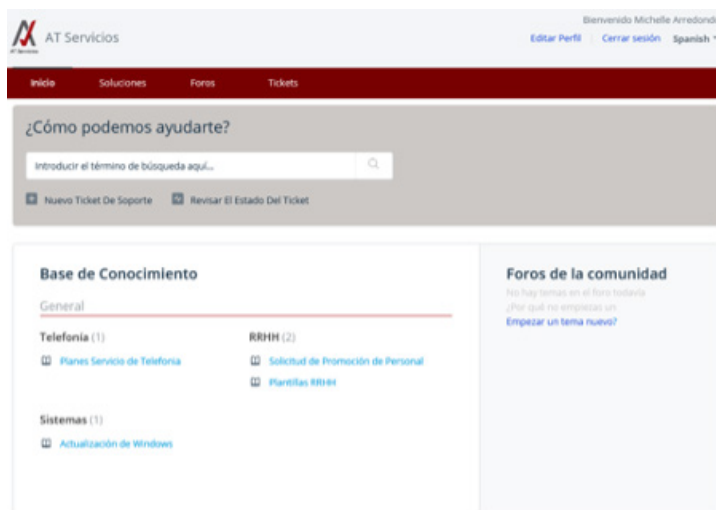 Bienvenido Michelle Arredondo
AT Servicios
Editar Perfil
Cerrar sesión
Spanish
AT Servicios
Inicio
Soluciones
Foros
Tickets
¿Cómo podemos ayudarte?
Introducir el término de búsqueda aquí...
Nuevo Ticket De Soporte
Revisar El Estado Del Ticket
Base de Conocimiento
General
Telefonía (1)
Planes Servicio de Telefonia
RRHH (2)
Solicitud de Promoción de Personal
Plantillas RRHH
Sistemas (1)
Actualización de Windows
Foros de la comunidad
No hay temas en el foro todavía
¿Por qué no empiezas un
Empezar un tema nuevo?